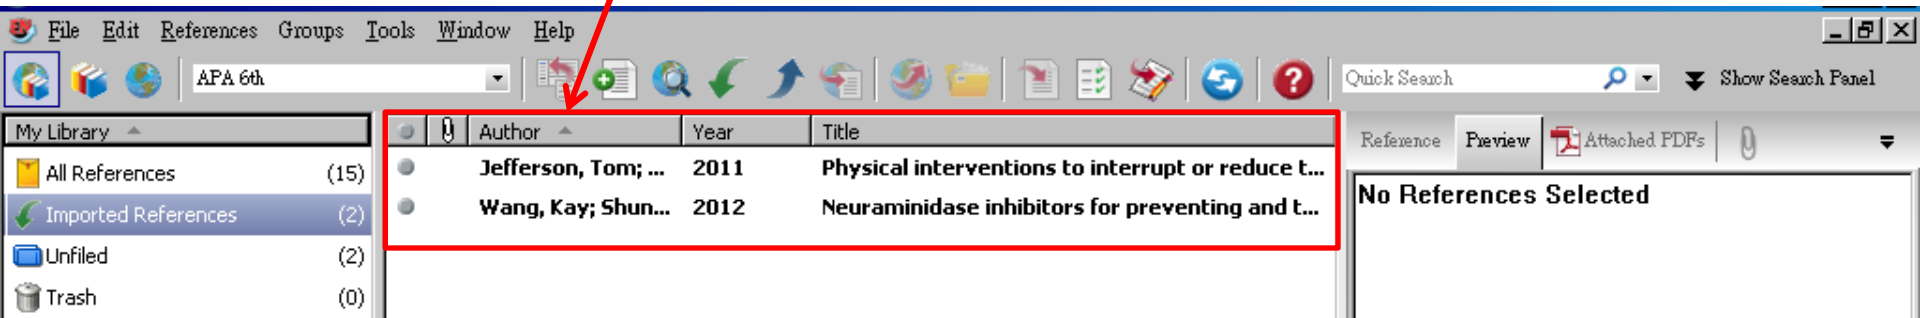 File Edit References Groups Tools Window Help
APA 6th Quick Search Show Search Panel
My Library Author Year Title Reference Preview Attached PDFs
All References (15) Jefferson, Tom; ... 2011 Physical interventions to interrupt or reduce t... No References Selected
Imported References (2) Wang, Kay; Shun... 2012 Neuraminidase inhibitors for preventing and t...
Unfiled (2)
Trash (0)